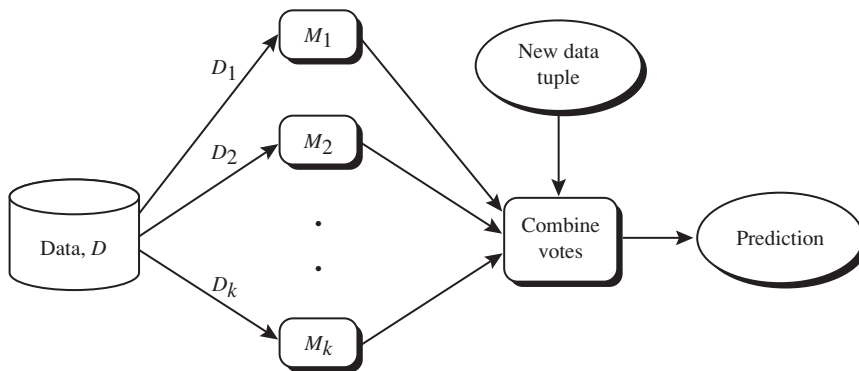 M1
New data
tuple
D1
D2
M2
Data, D
Combine
votes
Prediction
Dk
Mk